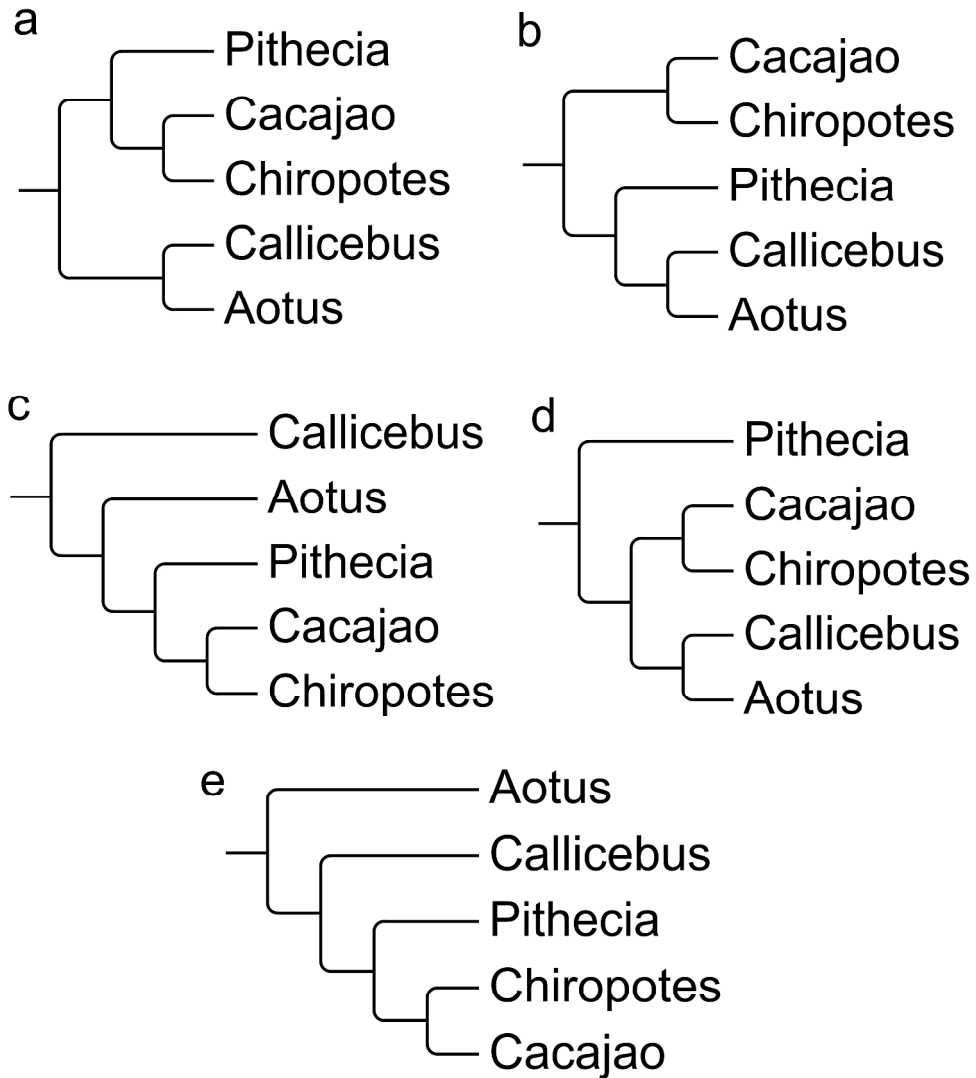 a
Pithecia
Cacajao
Chiropotes
Callicebus
Aotus
b
Cacajao
Chiropotes
Pithecia
Callicebus
Aotus
c
Callicebus
Aotus
Pithecia
Cacajao
Chiropotes
d
Pithecia
Cacajao
Chiropotes
Callicebus
Aotus
e
Aotus
Callicebus
Pithecia
Chiropotes
Cacajao